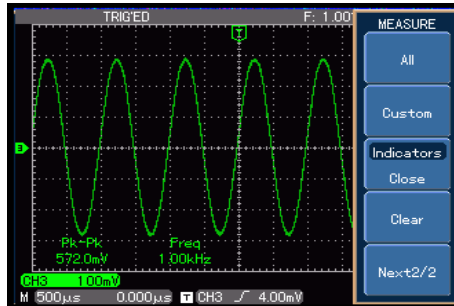 TRIG'ED F: 1.00
MEASURE
T
All
Custom
3
Indicators
Close
Pk-Pk Freq
572.0mV 1.00kHz
Clear
CH3 100mV
Next2/2
M 500µs 0.000µs T CH3 4.00mV